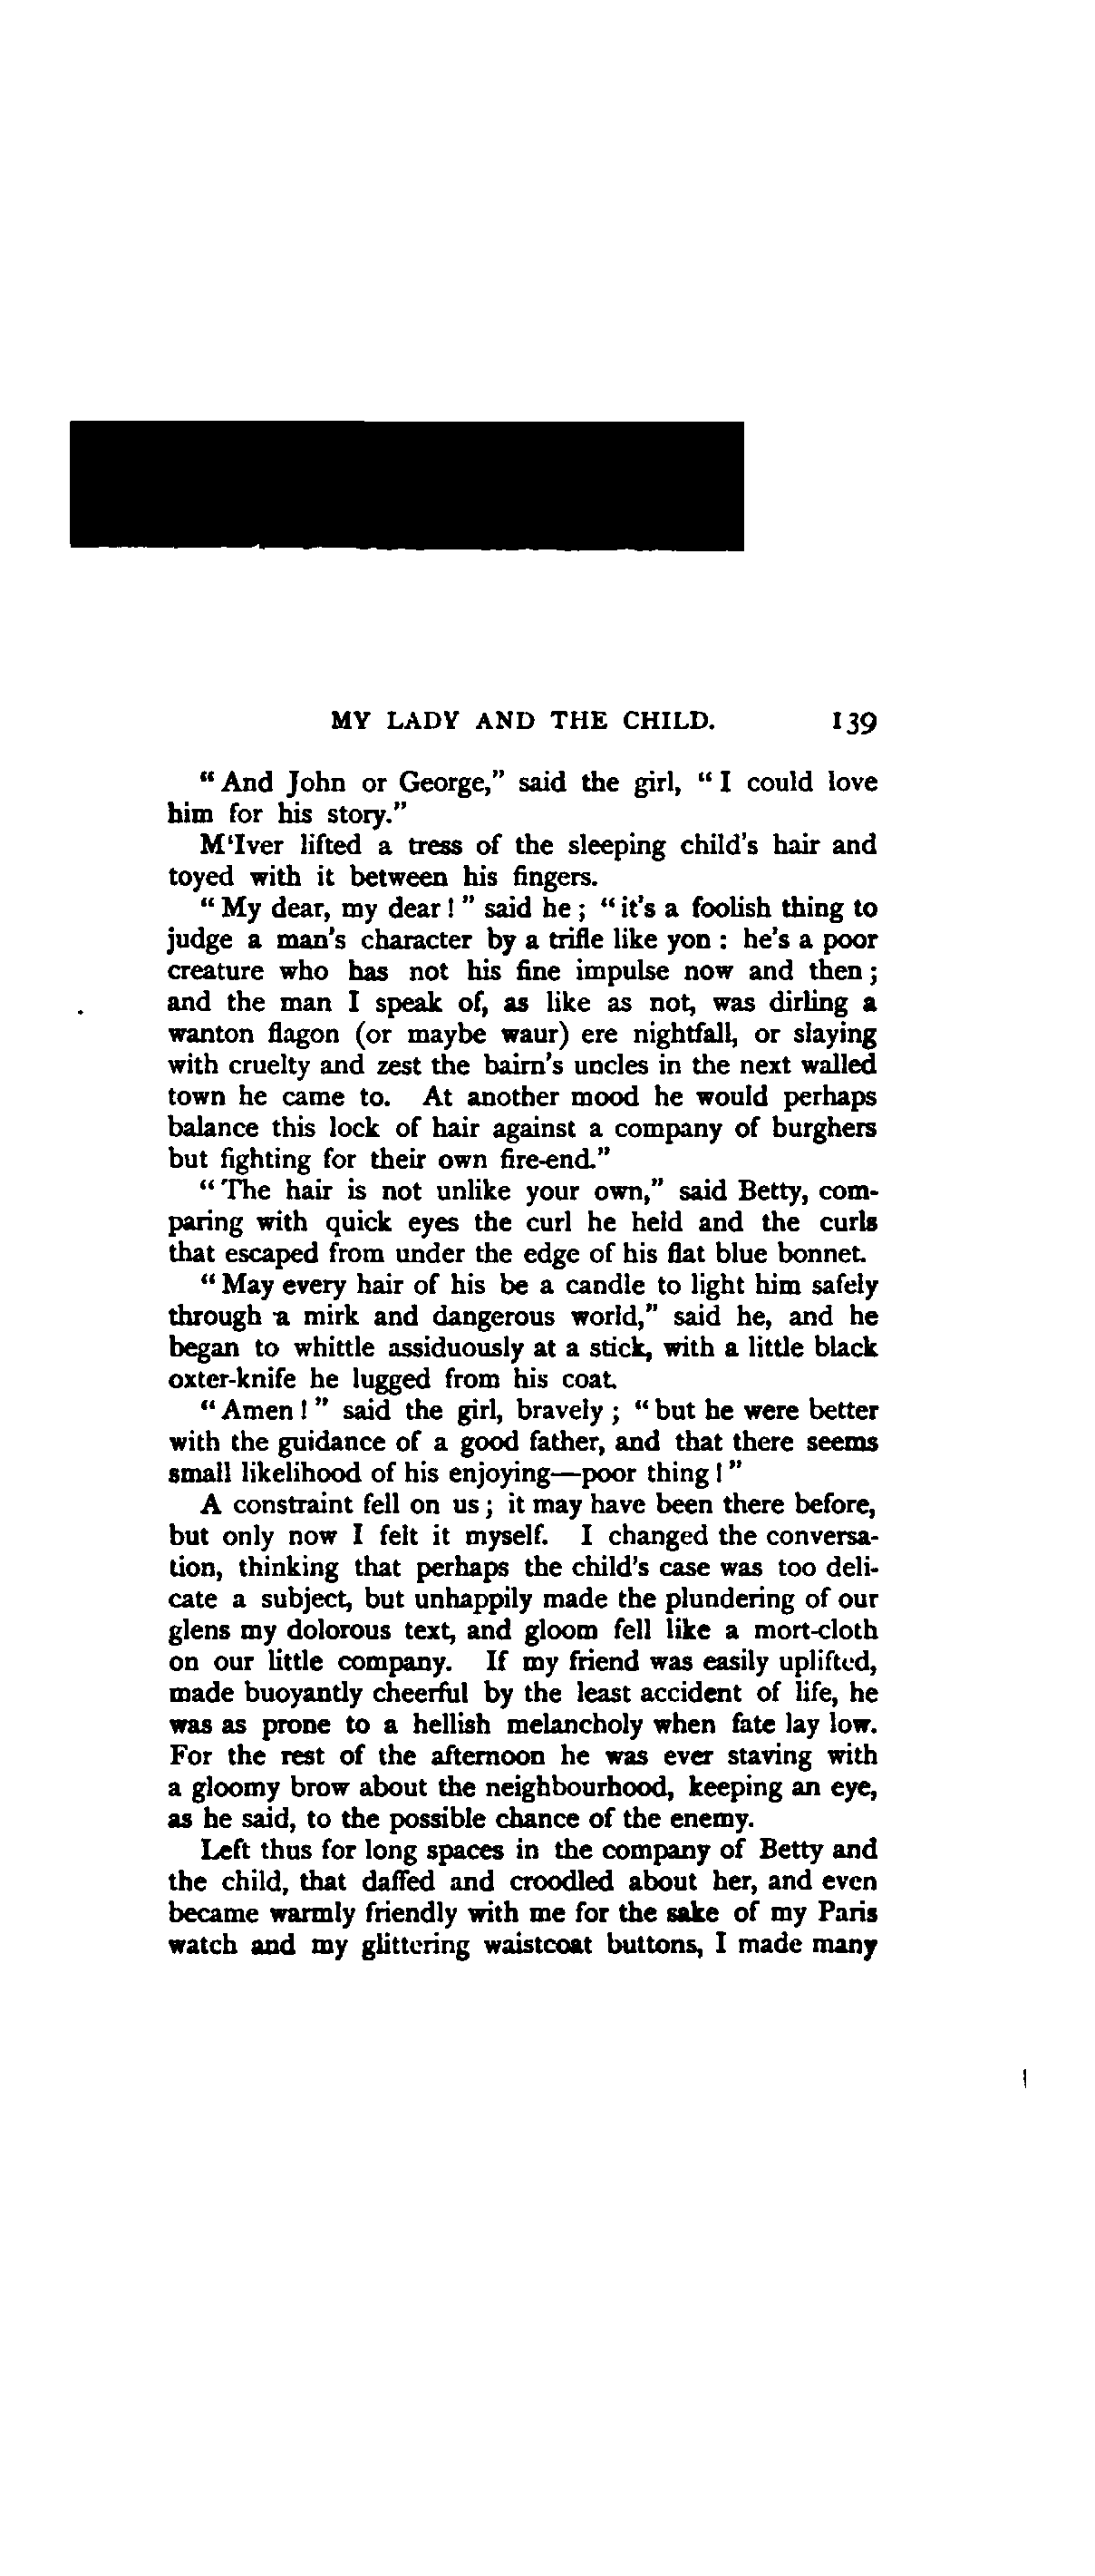 MY LADY AND THE CHILD. 139
"And John or George," said the girl, "I could love
him for his story."
M'Iver lifted a tress of the sleeping child's hair and
toyed with it between his fingers.
"My dear, my dear!" said he; "it's a foolish thing to
judge a man's character by a trifle like yon: he's a poor
creature who has not his fine impulse now and then;
and the man I speak of, as like as not, was dirling a
wanton flagon (or maybe waur) ere nightfall, or slaying
with cruelty and zest the bairn's uncles in the next walled
town he came to. At another mood he would perhaps
balance this lock of hair against a company of burghers
but fighting for their own fire-end."
"The hair is not unlike your own," said Betty, com-
paring with quick eyes the curl he held and the curls
that escaped from under the edge of his flat blue bonnet.
"May every hair of his be a candle to light him safely
through a mirk and dangerous world," said he, and he
began to whittle assiduously at a stick, with a little black
oxter-knife he lugged from his coat.
"Amen!" said the girl, bravely; "but he were better
with the guidance of a good father, and that there seems
small likelihood of his enjoying—poor thing!"
A constraint fell on us; it may have been there before,
but only now I felt it myself. I changed the conversa-
tion, thinking that perhaps the child's case was too deli-
cate a subject, but unhappily made the plundering of our
glens my dolorous text, and gloom fell like a mort-cloth
on our little company. If my friend was easily uplifted,
made buoyantly cheerful by the least accident of life, he
was as prone to a hellish melancholy when fate lay low.
For the rest of the afternoon he was ever staving with
a gloomy brow about the neighbourhood, keeping an eye,
as he said, to the possible chance of the enemy.
Left thus for long spaces in the company of Betty and
the child, that daffed and croodled about her, and even
became warmly friendly with me for the sake of my Paris
watch and my glittering waistcoat buttons, I made many